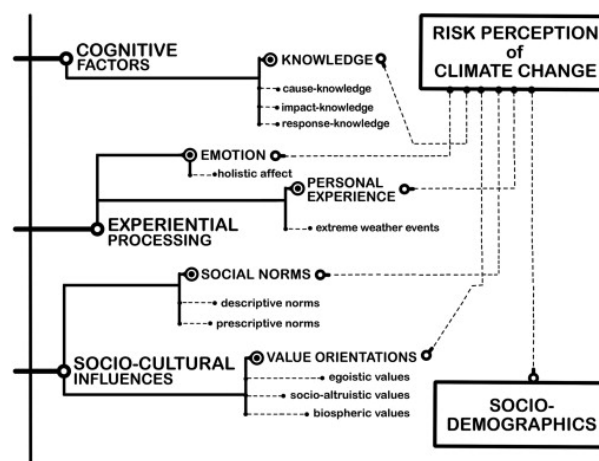 COGNITIVE
FACTORS
KNOWLEDGE
cause-knowledge
impact-knowledge
response-knowledge
RISK PERCEPTION
of
CLIMATE CHANGE
EMOTION
holistic affect
PERSONAL
EXPERIENCE
extreme weather events
EXPERIENTIAL
PROCESSING
SOCIAL NORMS
descriptive norms
prescriptive norms
SOCIO-CULTURAL
INFLUENCES
VALUE ORIENTATIONS
egoistic values
socio-altruistic values
biospheric values
SOCIO-
DEMOGRAPHICS